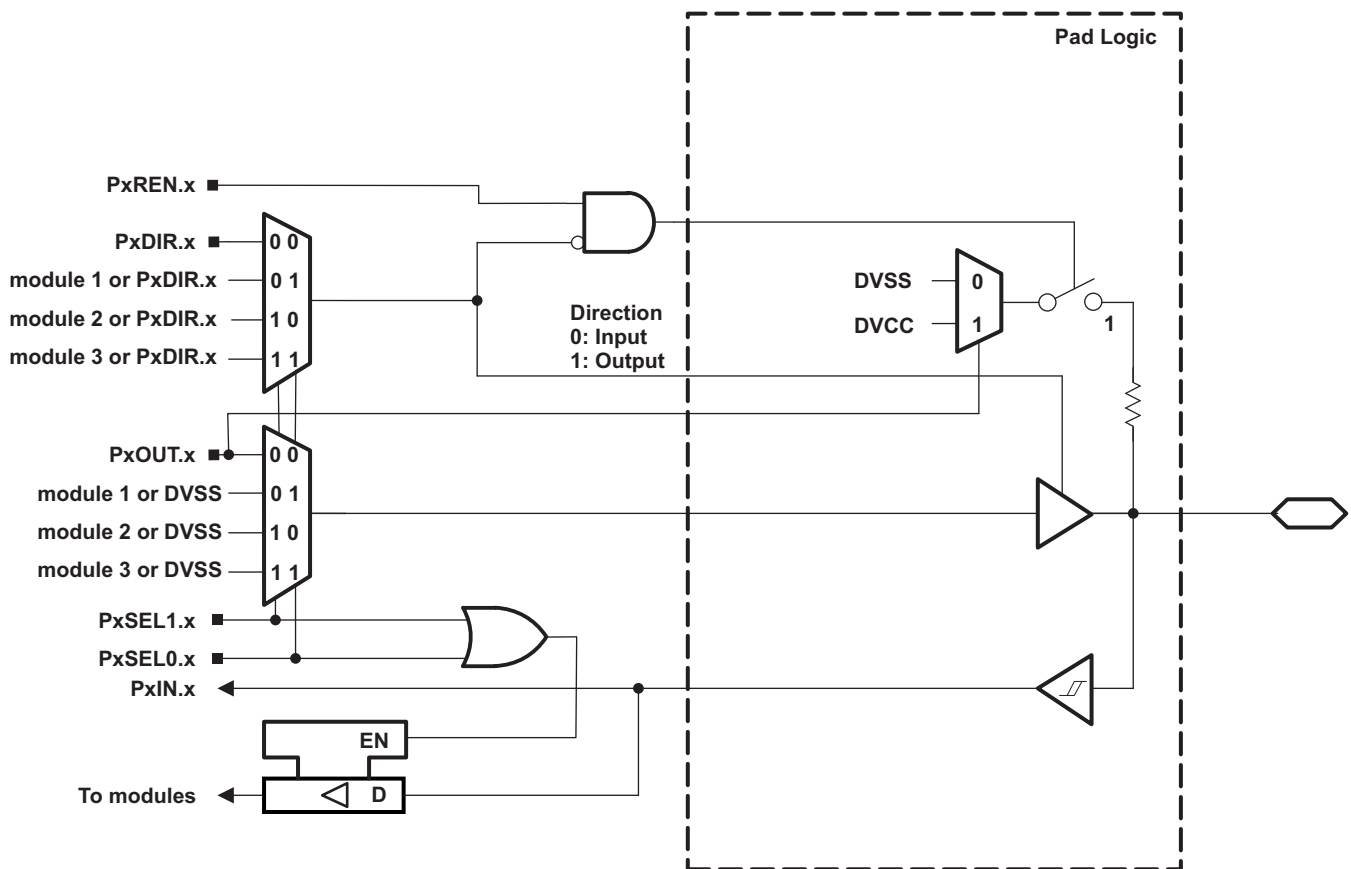 Pad Logic
PxREN.x
PxDIR.x
0 0
module 1 or PxDIR.x
0 1
module 2 or PxDIR.x
1 0
module 3 or PxDIR.x
1 1
Direction
0: Input
1: Output
DVSS
0
DVCC
1
1
PxOUT.x
0 0
module 1 or DVSS
0 1
module 2 or DVSS
1 0
module 3 or DVSS
1 1
PxSEL1.x
PxSEL0.x
PxIN.x
EN
To modules
D